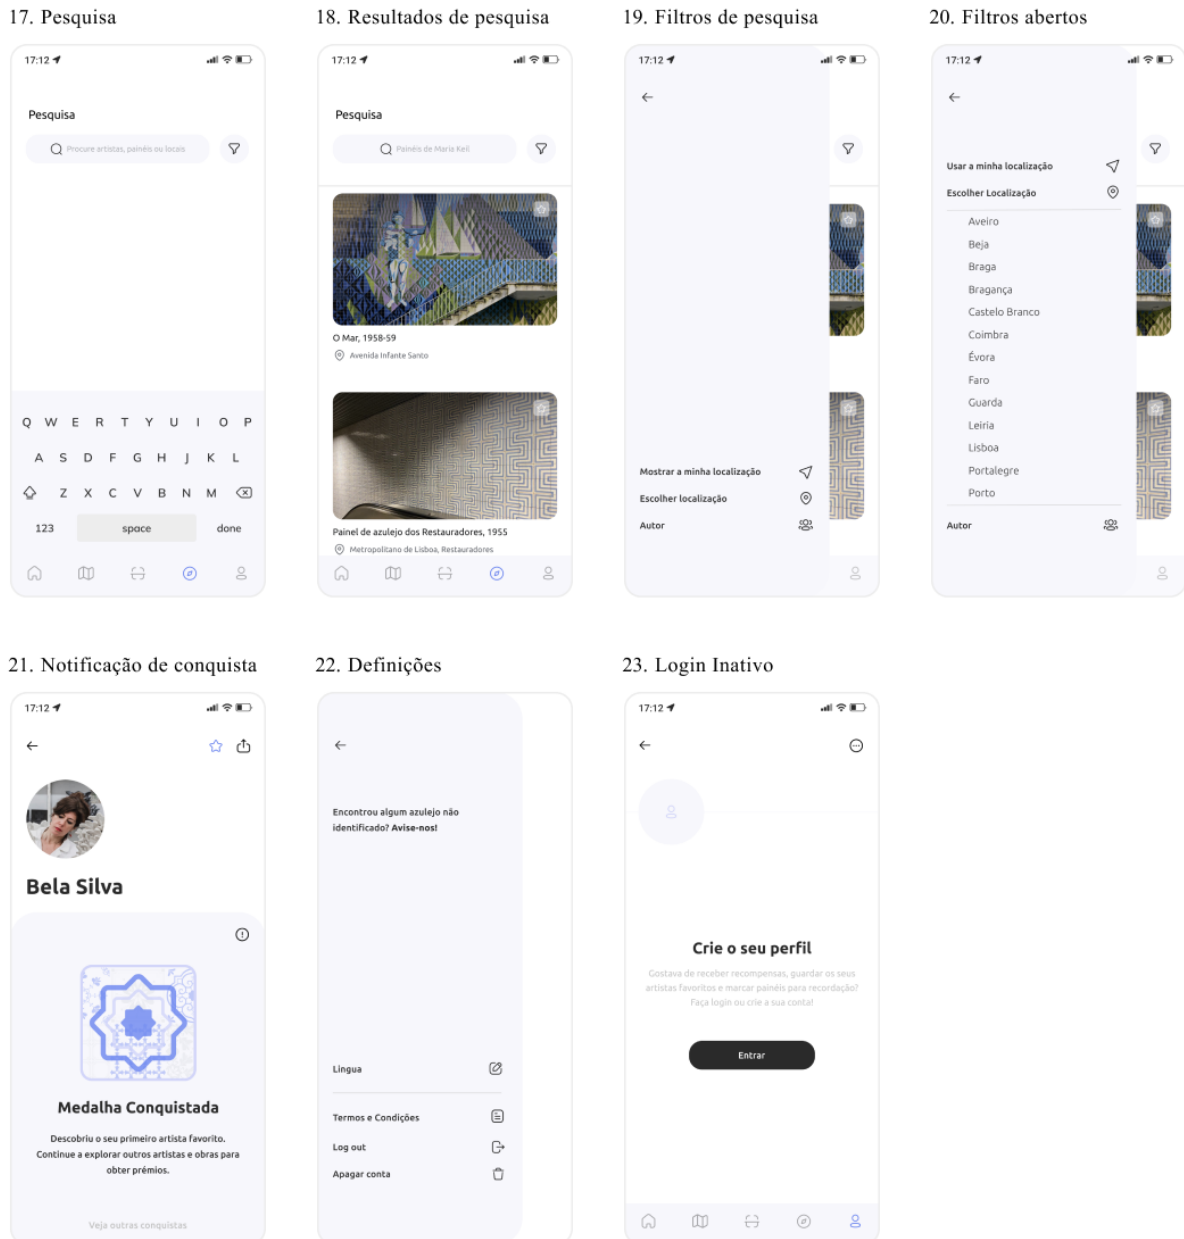 17. Pesquisa
17:12
Pesquisa
Procure artistas, painéis ou locais
Q W E R T Y U I O P
A S D F G H J K L
Z X C V B N M
123 space done
18. Resultados de pesquisa
17:12
Pesquisa
Painéis de Maria Keil
O Mar, 1958-59
Avenida Infante Santo
Painel de azulejo dos Restauradores, 1955
Metropolitano de Lisboa, Restauradores
19. Filtros de pesquisa
17:12
Mostrar a minha localização
Escolher localização
Autor
20. Filtros abertos
17:12
Usar a minha localização
Escolher Localização
Aveiro
Beja
Braga
Bragança
Castelo Branco
Coimbra
Évora
Faro
Guarda
Leiria
Lisboa
Portalegre
Porto
Autor
21. Notificação de conquista
17:12
Bela Silva
Medalha Conquistada
Descobriu o seu primeiro artista favorito.
Continue a explorar outros artistas e obras para
obter prémios.
Veja outras conquistas
22. Definições
Encontrou algum azulejo não
identificado? Avise-nos!
Lingua
Termos e Condições
Log out
Apagar conta
23. Login Inativo
17:12
Crie o seu perfil
Gostava de receber recompensas, guardar os seus
artistas favoritos e marcar painéis para recordação?
Faça login ou crie a sua conta!
Entrar